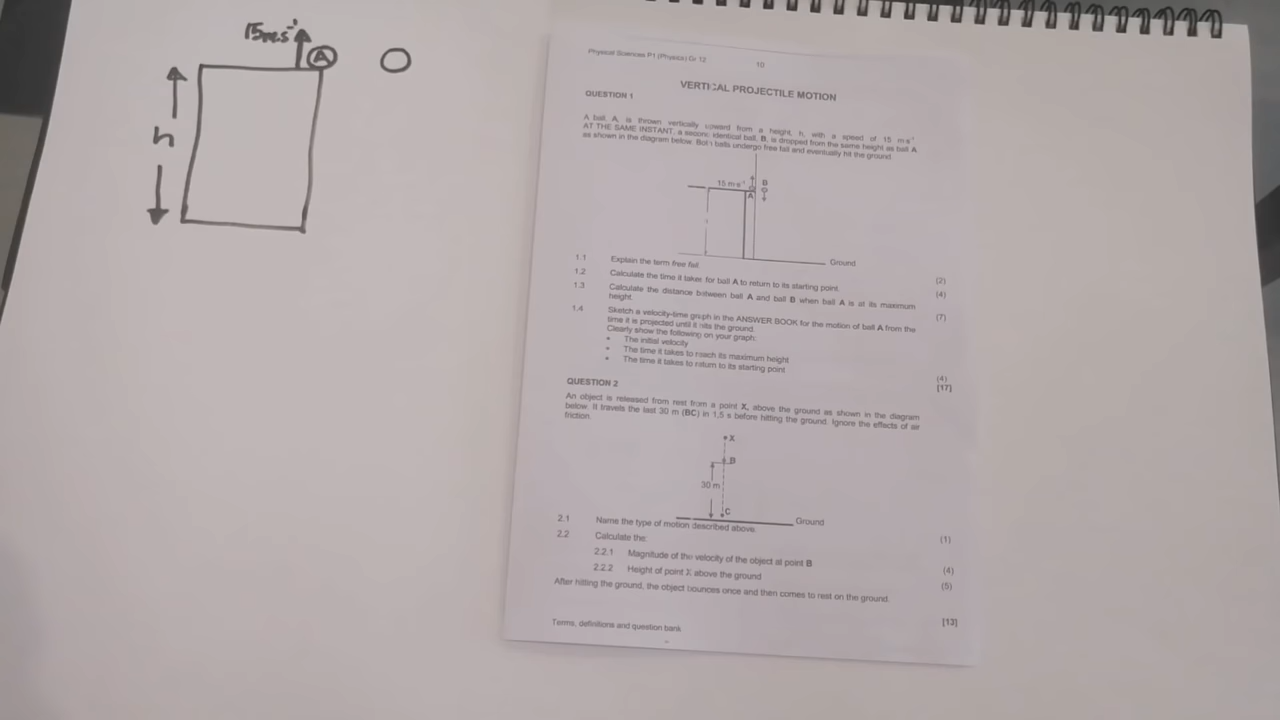 15ms⁻¹
A
h
Physical Sciences P1 (Physics) Gr 12
10
VERTICAL PROJECTILE MOTION
QUESTION 1
A ball, A, is thrown vertically upward from a height, h, with a speed of 15 m·s⁻¹
AT THE SAME INSTANT, a second identical ball, B, is dropped from the same height as ball A
as shown in the diagram below. Both balls undergo free fall and eventually hit the ground.
15 m·s⁻¹
B
A
Ground
1.1 Explain the term free fall (2)
1.2 Calculate the time it takes for ball A to return to its starting point. (4)
1.3 Calculate the distance between ball A and ball B when ball A is at its maximum
height. (7)
1.4 Sketch a velocity-time graph in the ANSWER BOOK for the motion of ball A from the
time it is projected until it hits the ground.
Clearly show the following on your graph:
• The initial velocity
• The time it takes to reach its maximum height
• The time it takes to return to its starting point
(4)
[17]
QUESTION 2
An object is released from rest from a point X, above the ground as shown in the diagram
below. It travels the last 30 m (BC) in 1,5 s before hitting the ground. Ignore the effects of air
friction.
X
B
30 m
C
Ground
2.1 Name the type of motion described above. (1)
2.2 Calculate the:
2.2.1 Magnitude of the velocity of the object at point B (4)
2.2.2 Height of point X above the ground (5)
After hitting the ground, the object bounces once and then comes to rest on the ground.
[13]
Terms, definitions and question bank